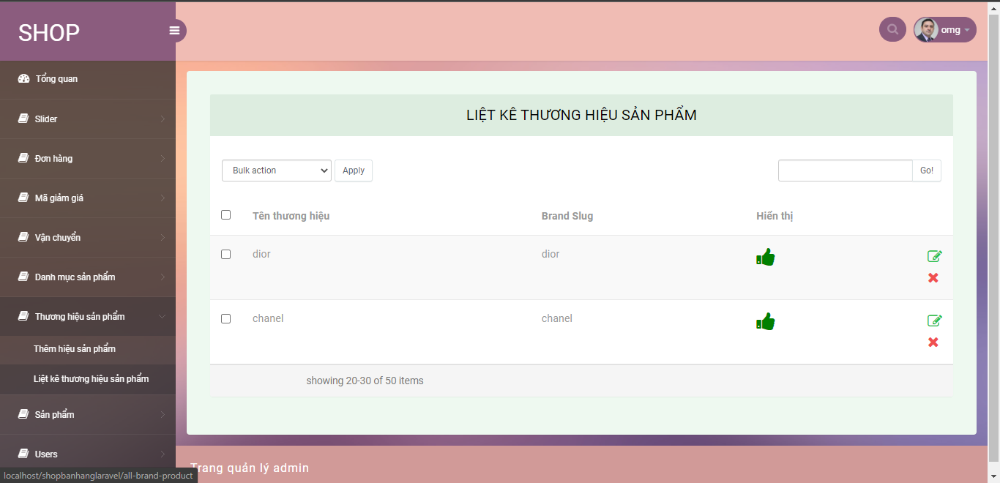 SHOP
omg
Tổng quan
Slider
Đơn hàng
Mã giảm giá
Vận chuyển
Danh mục sản phẩm
Thương hiệu sản phẩm
Thêm hiệu sản phẩm
Liệt kê thương hiệu sản phẩm
Sản phẩm
Users
LIỆT KÊ THƯƠNG HIỆU SẢN PHẨM
Bulk action Apply Go!
Tên thương hiệu Brand Slug Hiển thị
dior dior
chanel chanel
showing 20-30 of 50 items
Trang quản lý admin
localhost/shopbanhanglaravel/all-brand-product